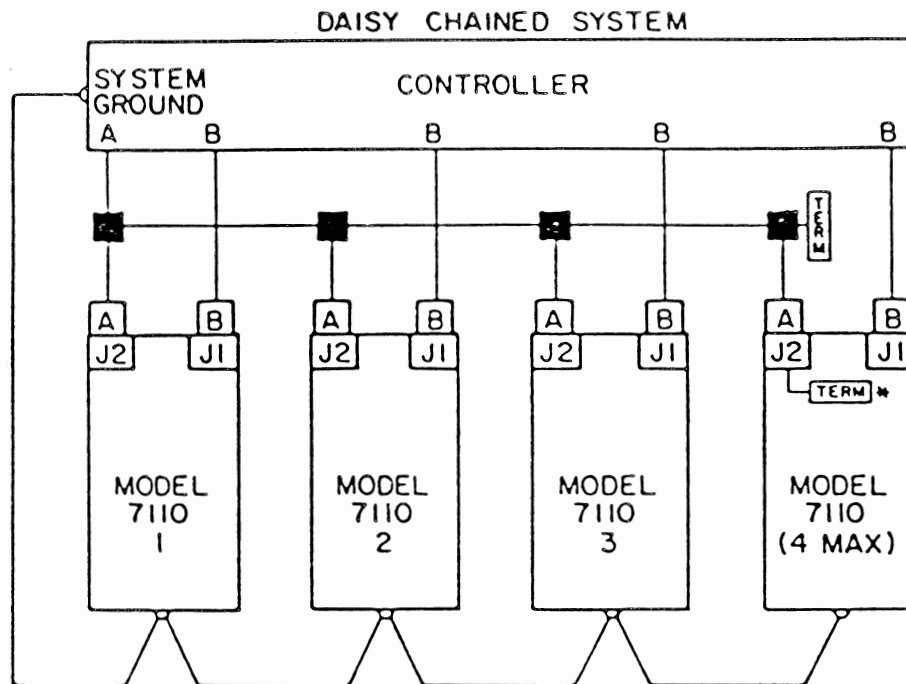 DAISY CHAINED SYSTEM
SYSTEM
GROUND
CONTROLLER
A B B B B
TERM
A B A B A B A B
J2 J1 J2 J1 J2 J1 J2 J1
TERM *
MODEL
7110
1
MODEL
7110
2
MODEL
7110
3
MODEL
7110
(4 MAX)